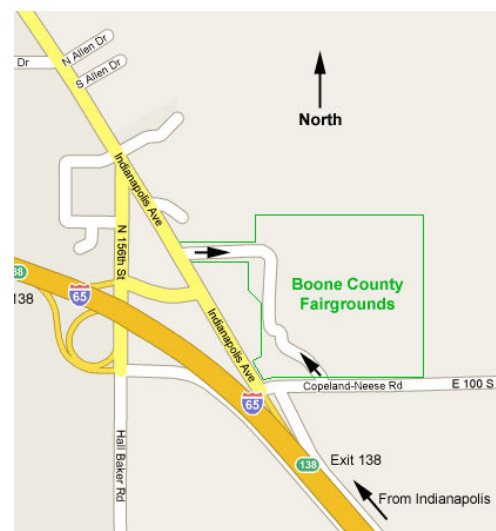 N Allen Dr
Dr
S Allen Dr
North
Indianapolis Ave
N 156th St
Boone County
Fairgrounds
38
138
65
Indianapolis Ave
Copeland-Neese Rd
E 100 S
65
Hall Baker Rd
138
Exit 138
From Indianapolis